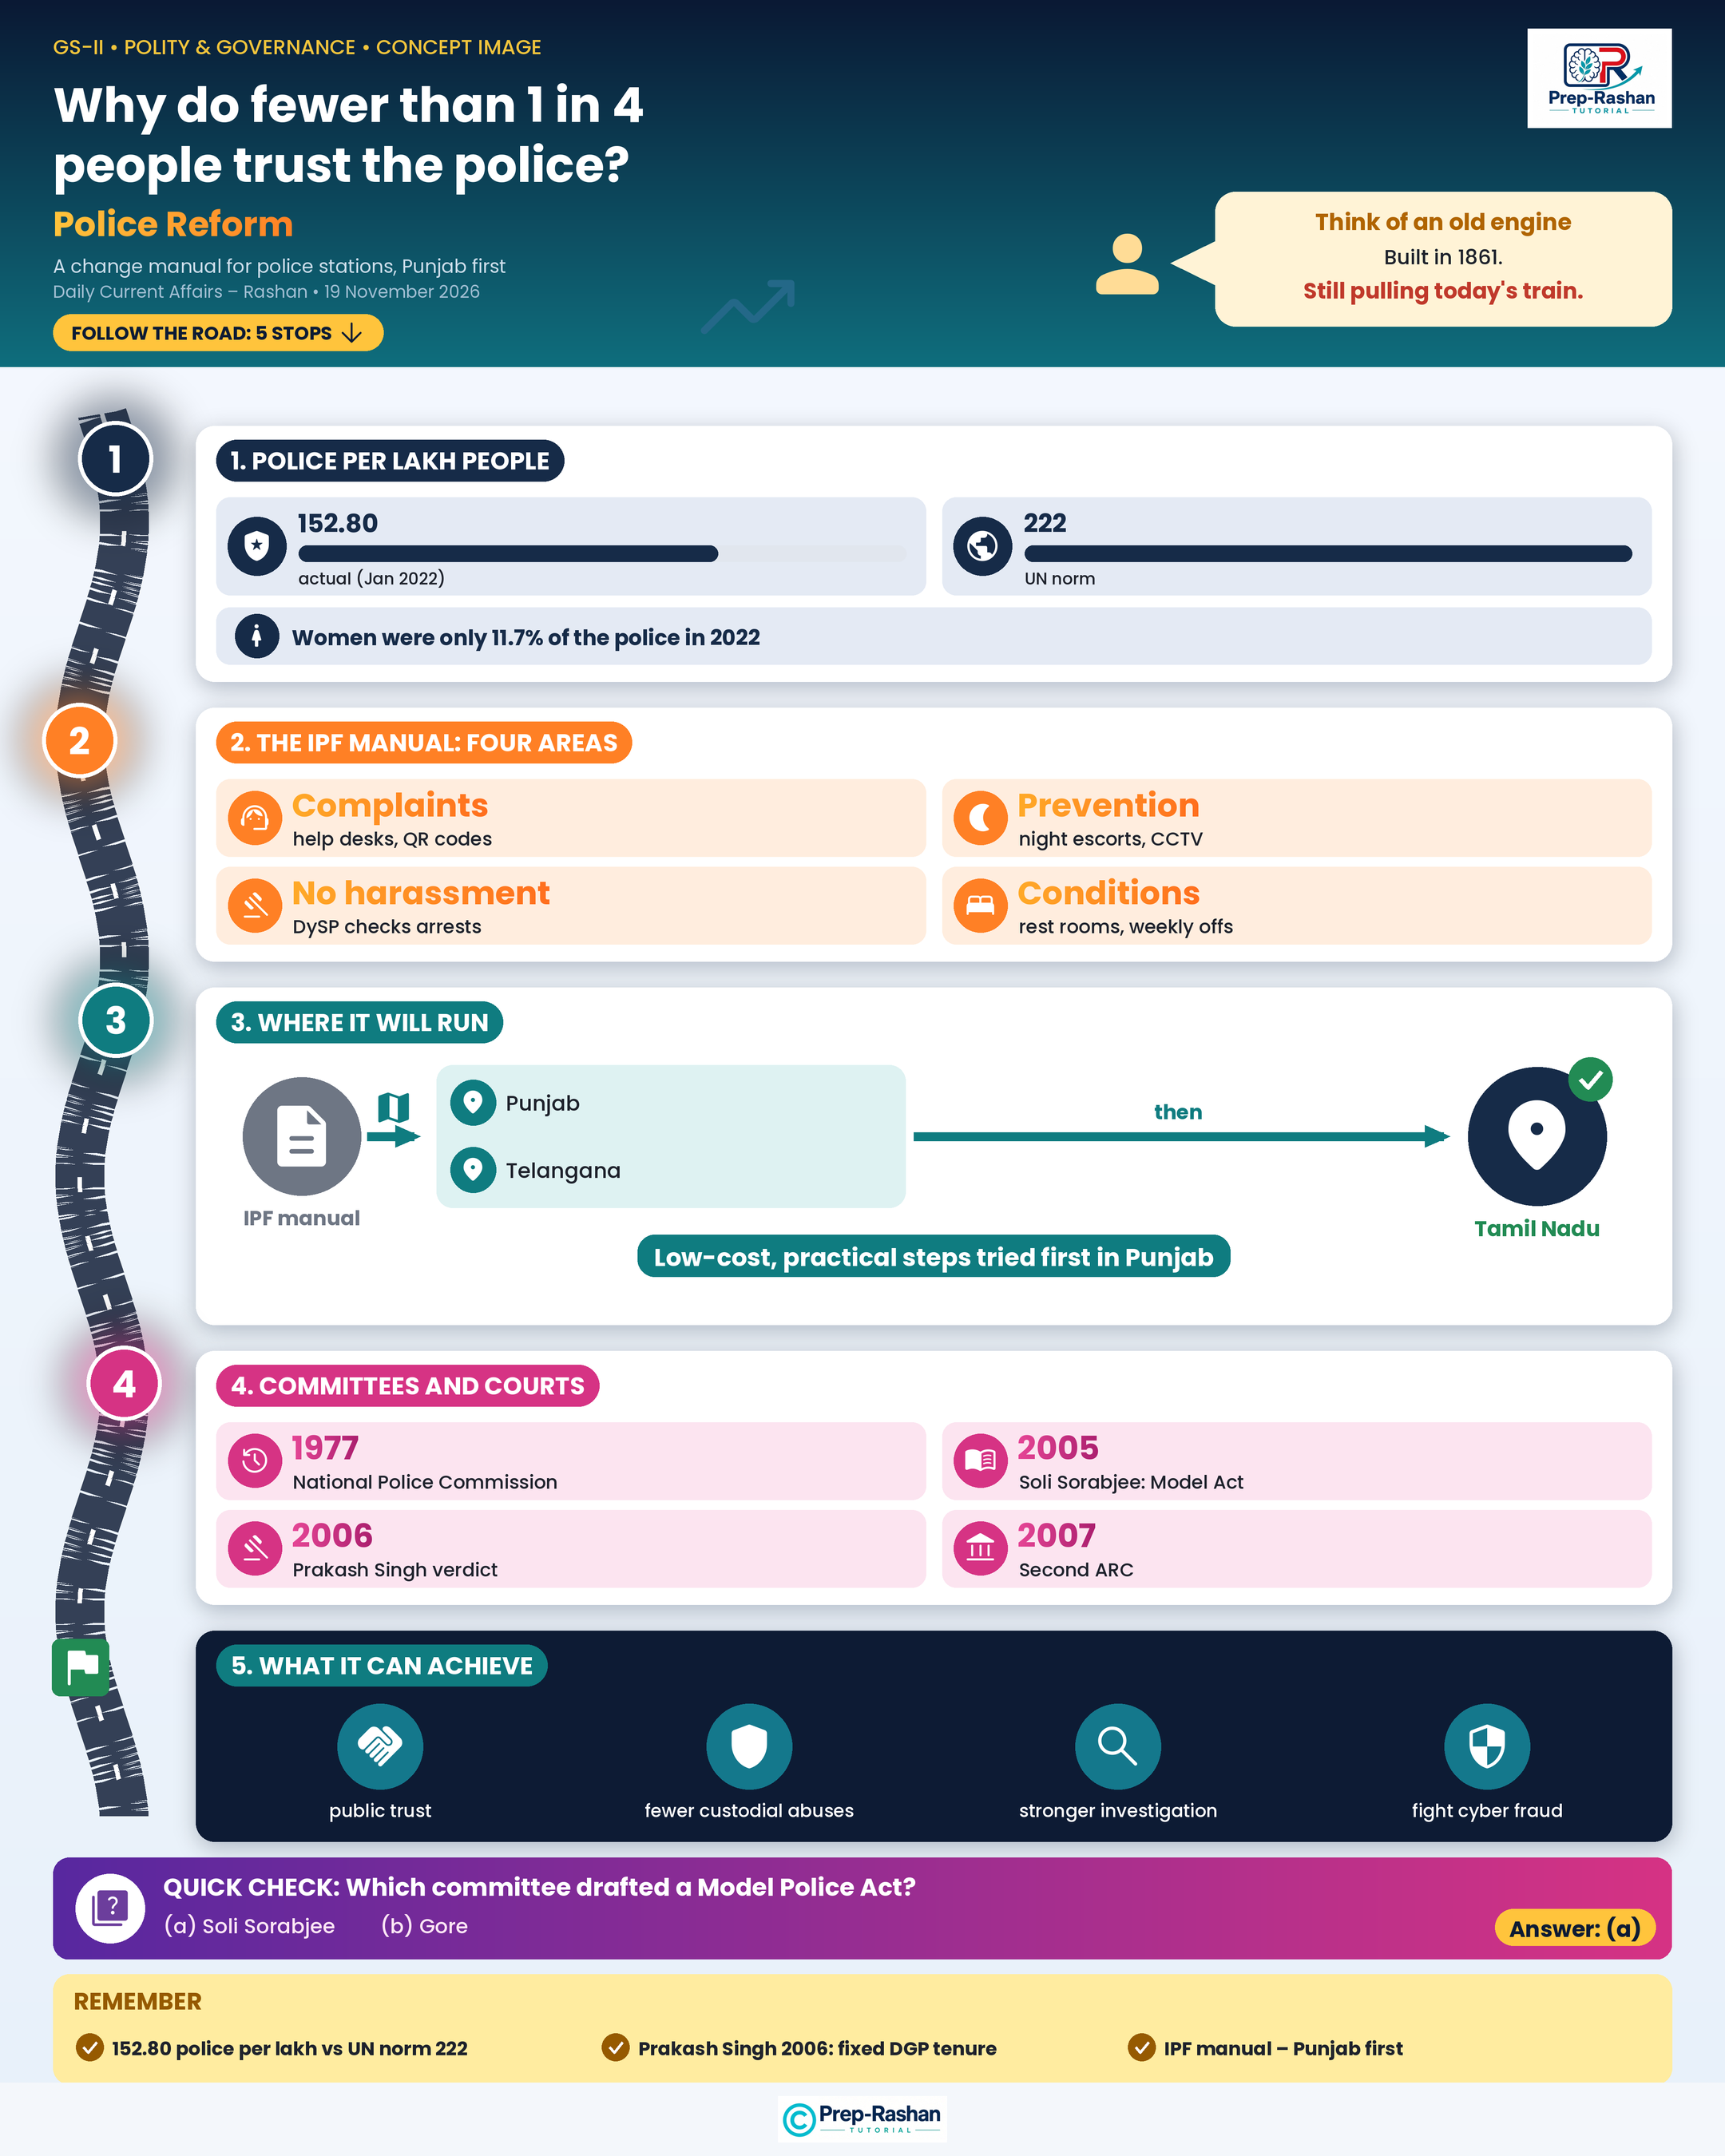 GS-II • POLITY & GOVERNANCE • CONCEPT IMAGE
Why do fewer than 1 in 4
people trust the police?
Police Reform
A change manual for police stations, Punjab first
Daily Current Affairs – Rashan • 19 November 2026
FOLLOW THE ROAD: 5 STOPS
PR
Prep-Rashan
TUTORIAL
Think of an old engine
Built in 1861.
Still pulling today's train.
1
1. POLICE PER LAKH PEOPLE
152.80
actual (Jan 2022)
222
UN norm
Women were only 11.7% of the police in 2022
2
2. THE IPF MANUAL: FOUR AREAS
Complaints
help desks, QR codes
Prevention
night escorts, CCTV
No harassment
DySP checks arrests
Conditions
rest rooms, weekly offs
3
3. WHERE IT WILL RUN
IPF manual
Punjab
Telangana
then
Tamil Nadu
Low-cost, practical steps tried first in Punjab
4
4. COMMITTEES AND COURTS
1977
National Police Commission
2005
Soli Sorabjee: Model Act
2006
Prakash Singh verdict
2007
Second ARC
5. WHAT IT CAN ACHIEVE
public trust
fewer custodial abuses
stronger investigation
fight cyber fraud
?
QUICK CHECK: Which committee drafted a Model Police Act?
(a) Soli Sorabjee (b) Gore
Answer: (a)
REMEMBER
152.80 police per lakh vs UN norm 222
Prakash Singh 2006: fixed DGP tenure
IPF manual – Punjab first
© Prep-Rashan
TUTORIAL